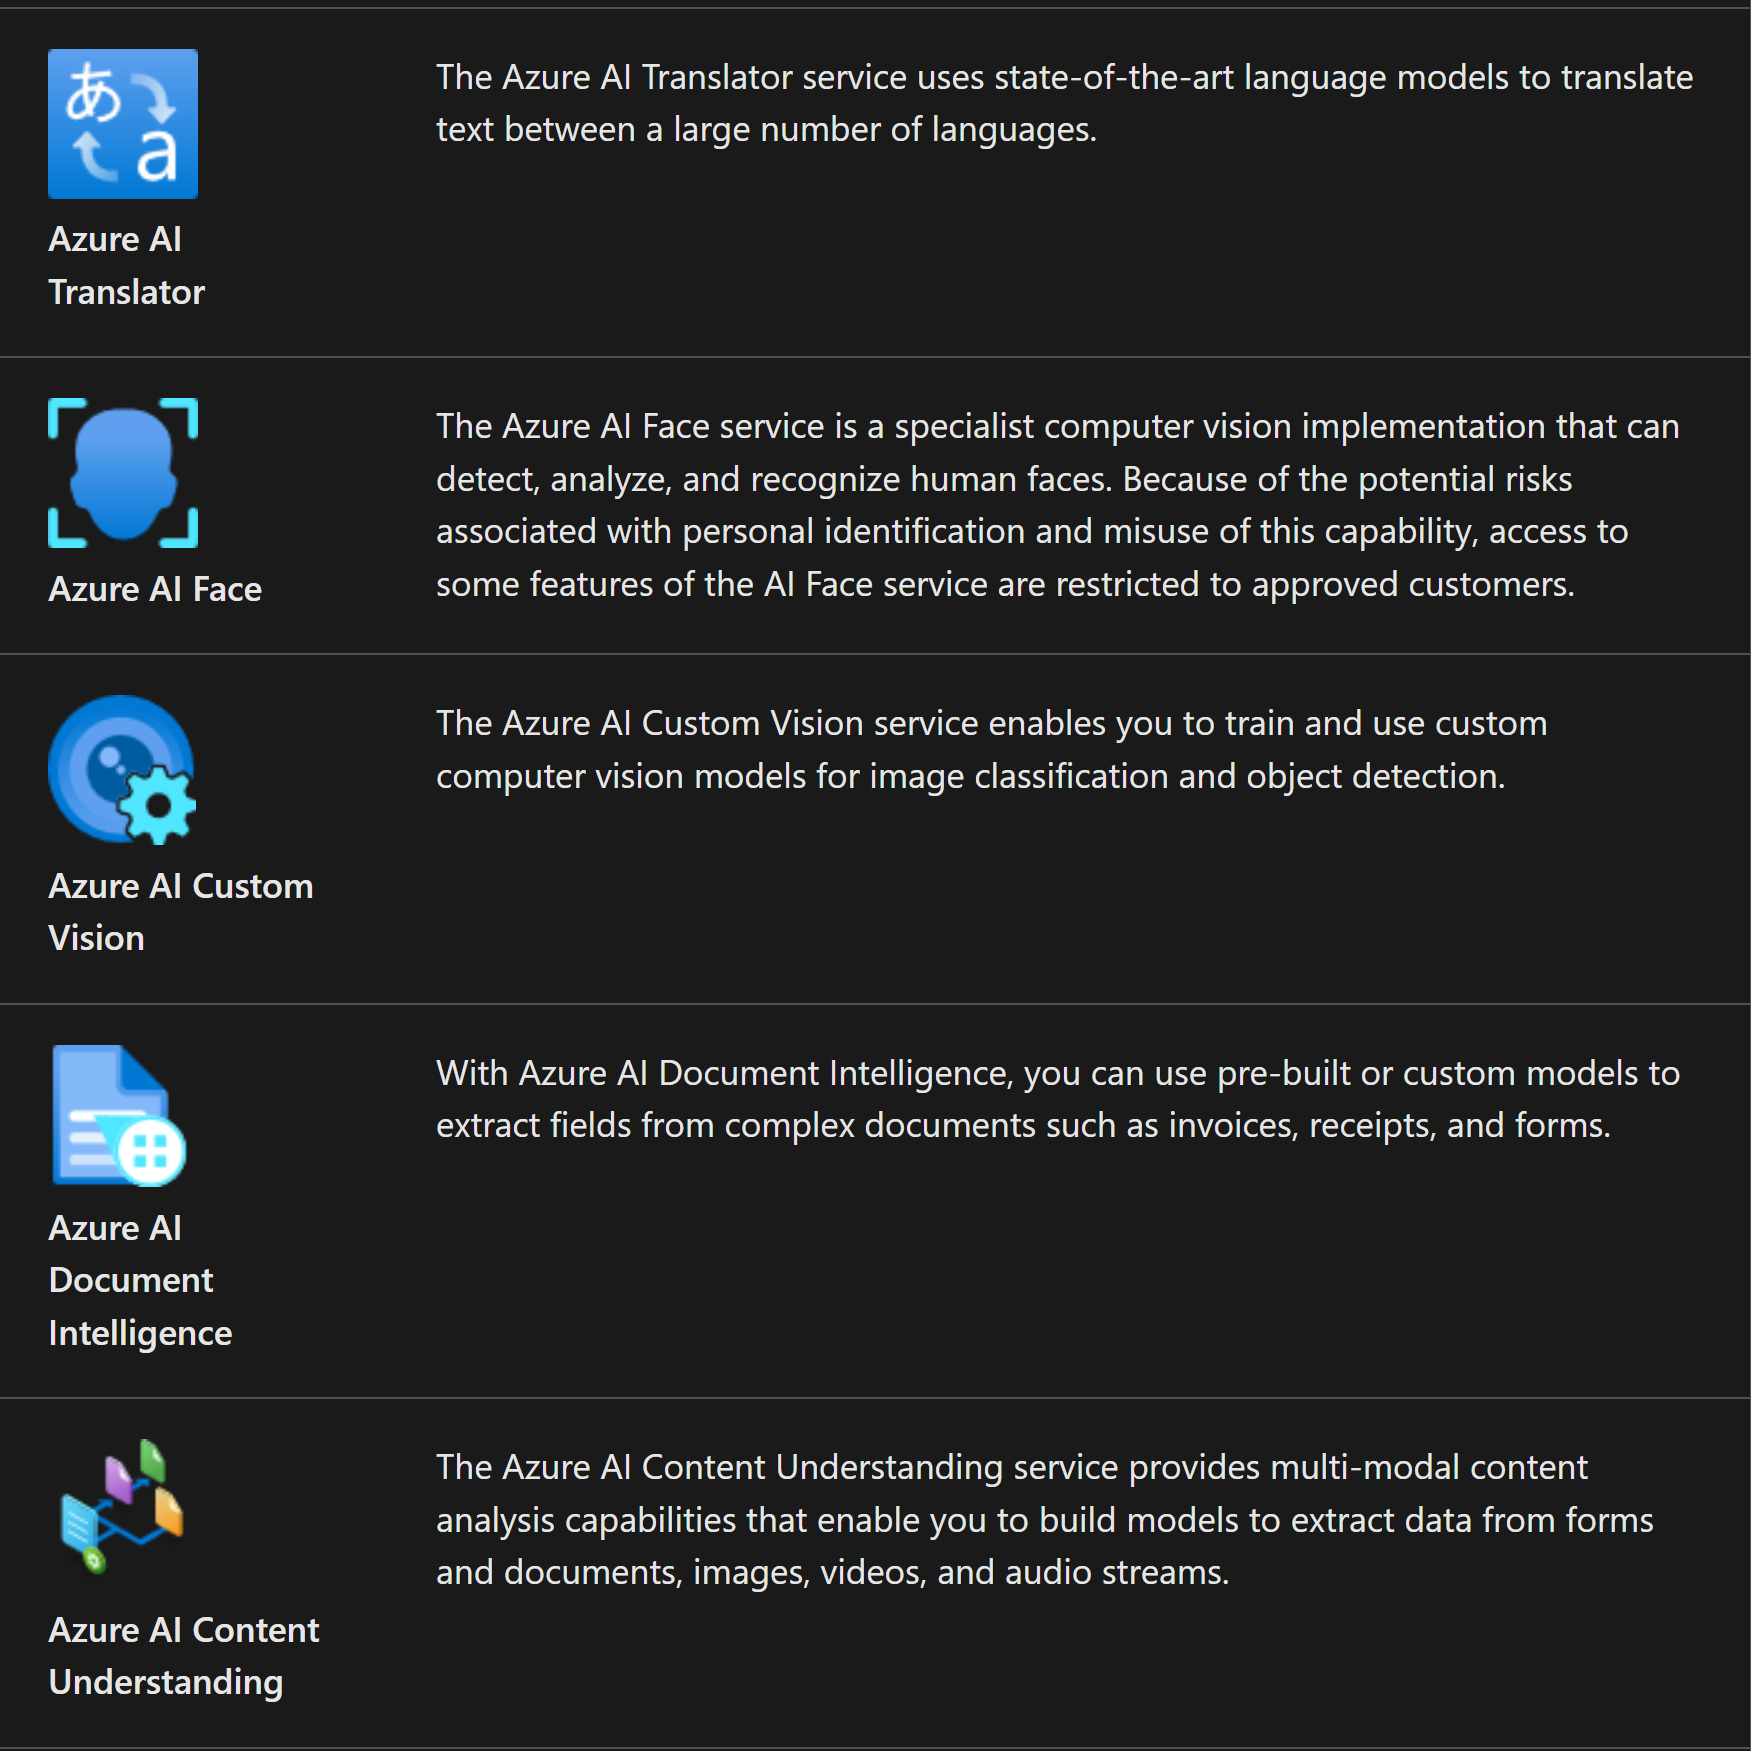 あ
a
Azure AI
Translator
The Azure AI Translator service uses state-of-the-art language models to translate
text between a large number of languages.
Azure AI Face
The Azure AI Face service is a specialist computer vision implementation that can
detect, analyze, and recognize human faces. Because of the potential risks
associated with personal identification and misuse of this capability, access to
some features of the AI Face service are restricted to approved customers.
Azure AI Custom
Vision
The Azure AI Custom Vision service enables you to train and use custom
computer vision models for image classification and object detection.
Azure AI
Document
Intelligence
With Azure AI Document Intelligence, you can use pre-built or custom models to
extract fields from complex documents such as invoices, receipts, and forms.
Azure AI Content
Understanding
The Azure AI Content Understanding service provides multi-modal content
analysis capabilities that enable you to build models to extract data from forms
and documents, images, videos, and audio streams.